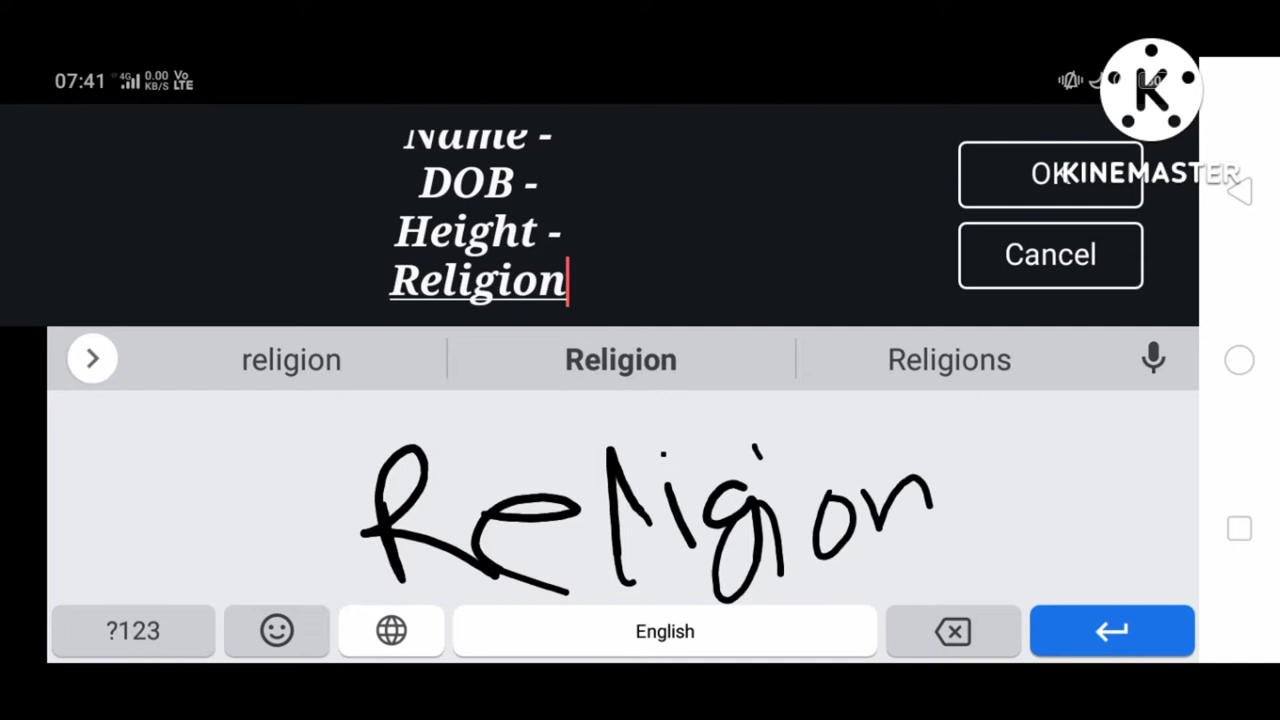 07:41 4G 0.00 KB/S Vo LTE
K
KINEMASTER
Name -
DOB -
Height -
Religion
OK
Cancel
religion Religion Religions
Religion
?123 English